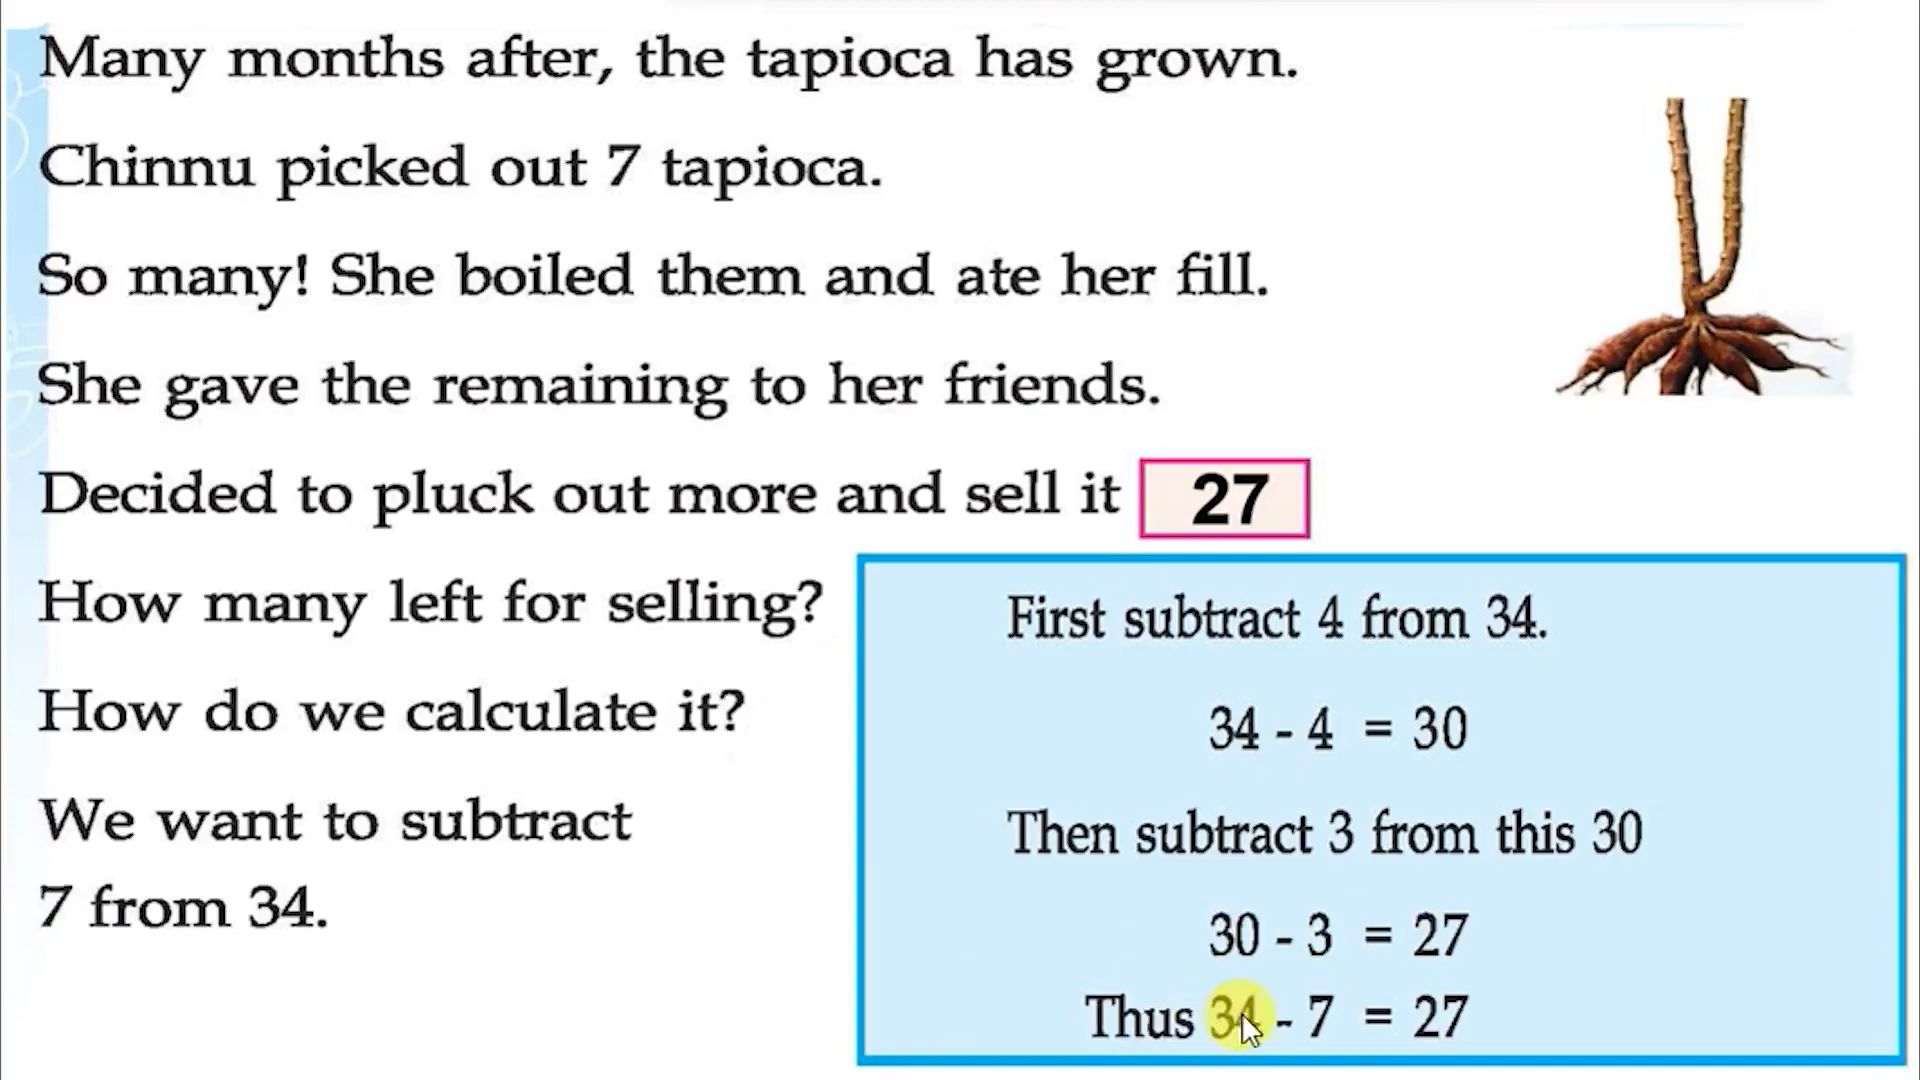 Many months after, the tapioca has grown.
Chinnu picked out 7 tapioca.
So many! She boiled them and ate her fill.
She gave the remaining to her friends.
Decided to pluck out more and sell it 27
How many left for selling?
How do we calculate it?
We want to subtract
7 from 34.
First subtract 4 from 34.
34 - 4 = 30
Then subtract 3 from this 30
30 - 3 = 27
Thus 34 - 7 = 27